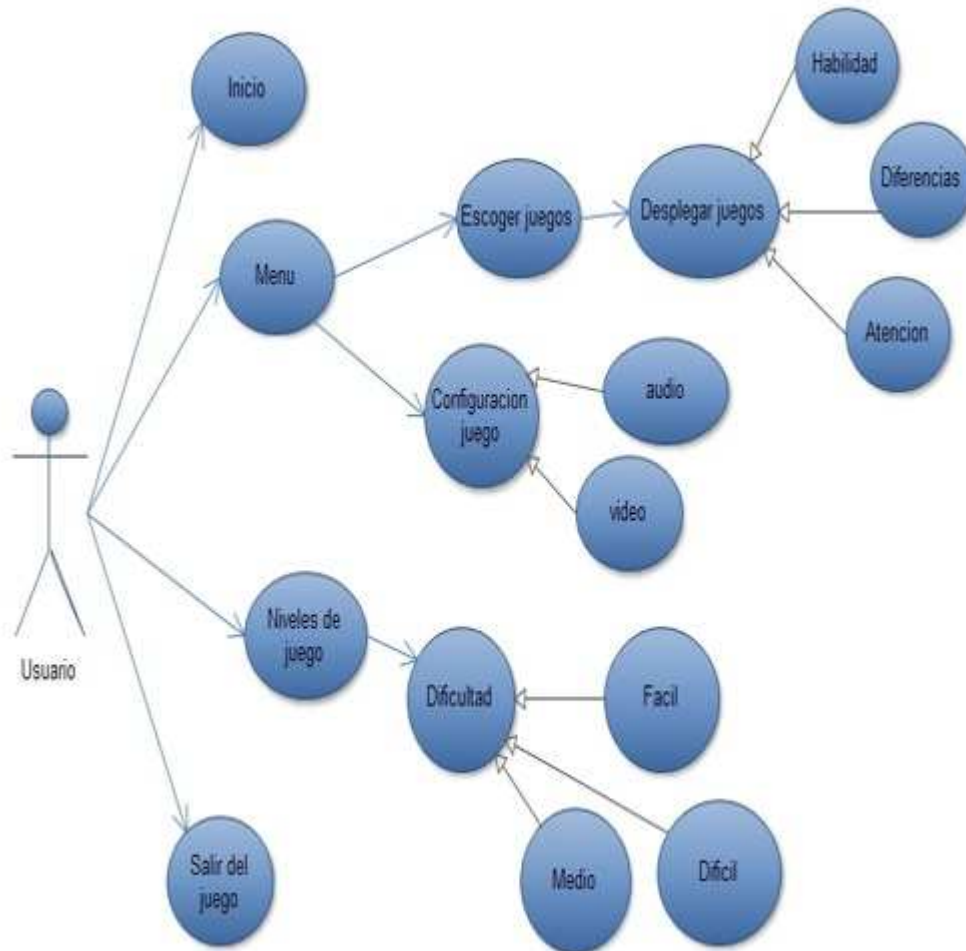 Inicio
Habilidad
Diferencias
Escoger juegos
Desplegar juegos
Menu
Atencion
Configuracion
juego
audio
video
Usuario
Niveles de
juego
Dificultad
Facil
Salir del
juego
Medio
Dificil